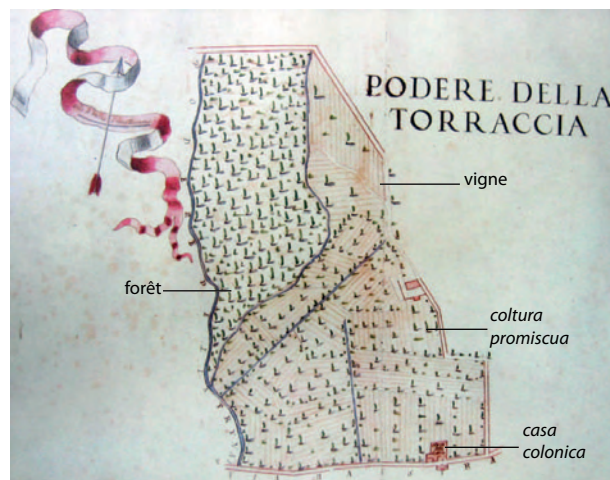 PODERE DELLA
TORRACCIA
vigne
forêt
coltura
promiscua
casa
colonica